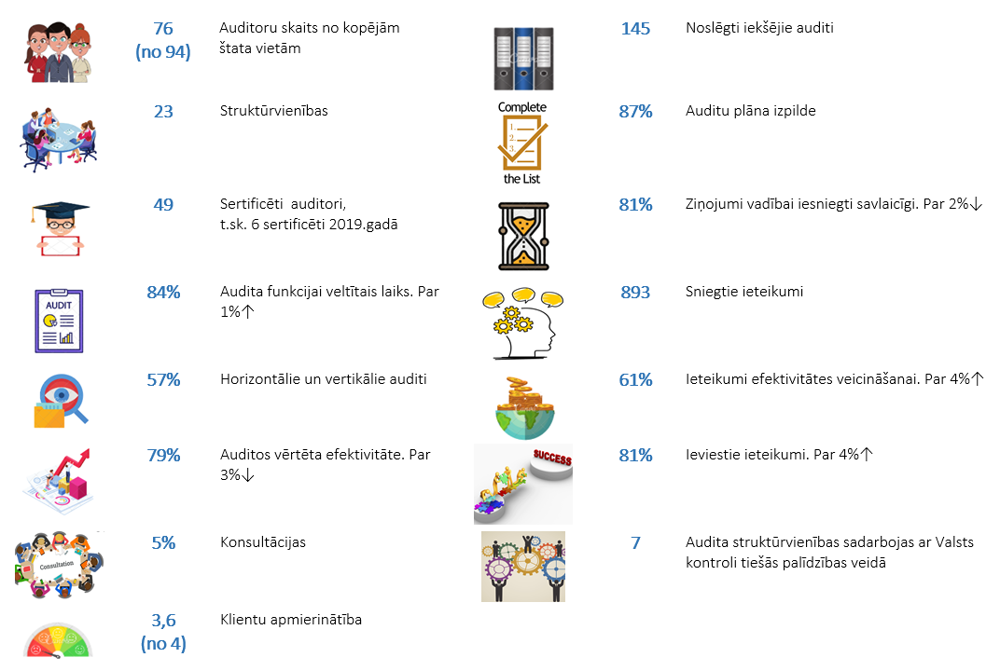 76
(no 94)
Auditoru skaits no kopējām
štata vietām
23
Struktūrvienības
49
Sertificēti  auditori,
t.sk. 6 sertificēti 2019.gadā
AUDIT
84%
Audita funkcijai veltītais laiks. Par
1%↑
57%
Horizontālie un vertikālie auditi
79%
Auditos vērtēta efektivitāte. Par
3%↓
Consultation
5%
Konsultācijas
3,6
(no 4)
Klientu apmierinātība
145
Noslēgti iekšējie auditi
Complete
1.
2.
3.
the List
87%
Auditu plāna izpilde
81%
Ziņojumi vadībai iesniegti savlaicīgi. Par 2%↓
893
Sniegtie ieteikumi
61%
Ieteikumi efektivitātes veicināšanai. Par 4%↑
SUCCESS
81%
Ieviestie ieteikumi. Par 4%↑
7
Audita struktūrvienības sadarbojas ar Valsts
kontroli tiešās palīdzības veidā